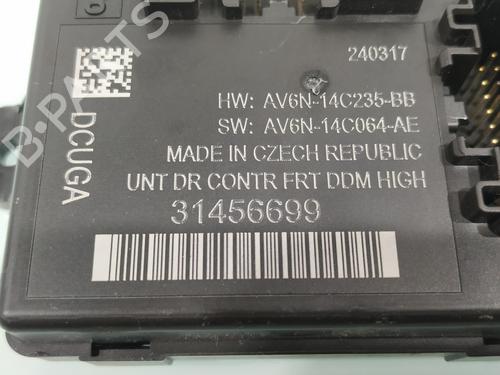 240317
HW: AV6N-14C235-BB
SW: AV6N-14C064-AE
MADE IN CZECH REPUBLIC
UNT DR CONTR FRT DDM HIGH
31456699
DCUGA
B-PARTS